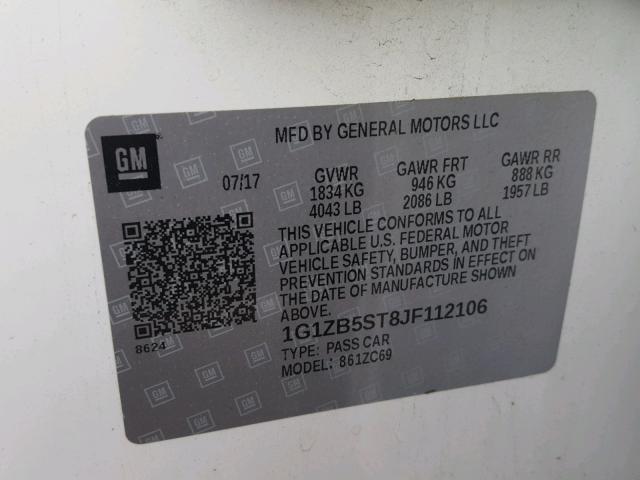 MFD BY GENERAL MOTORS LLC
GM
07/17
GVWR GAWR FRT GAWR RR
1834 KG 946 KG 888 KG
4043 LB 2086 LB 1957 LB
THIS VEHICLE CONFORMS TO ALL
APPLICABLE U.S. FEDERAL MOTOR
VEHICLE SAFETY, BUMPER, AND THEFT
PREVENTION STANDARDS IN EFFECT ON
THE DATE OF MANUFACTURE SHOWN
ABOVE.
8624
1G1ZB5ST8JF112106
TYPE: PASS CAR
MODEL: 861ZC69